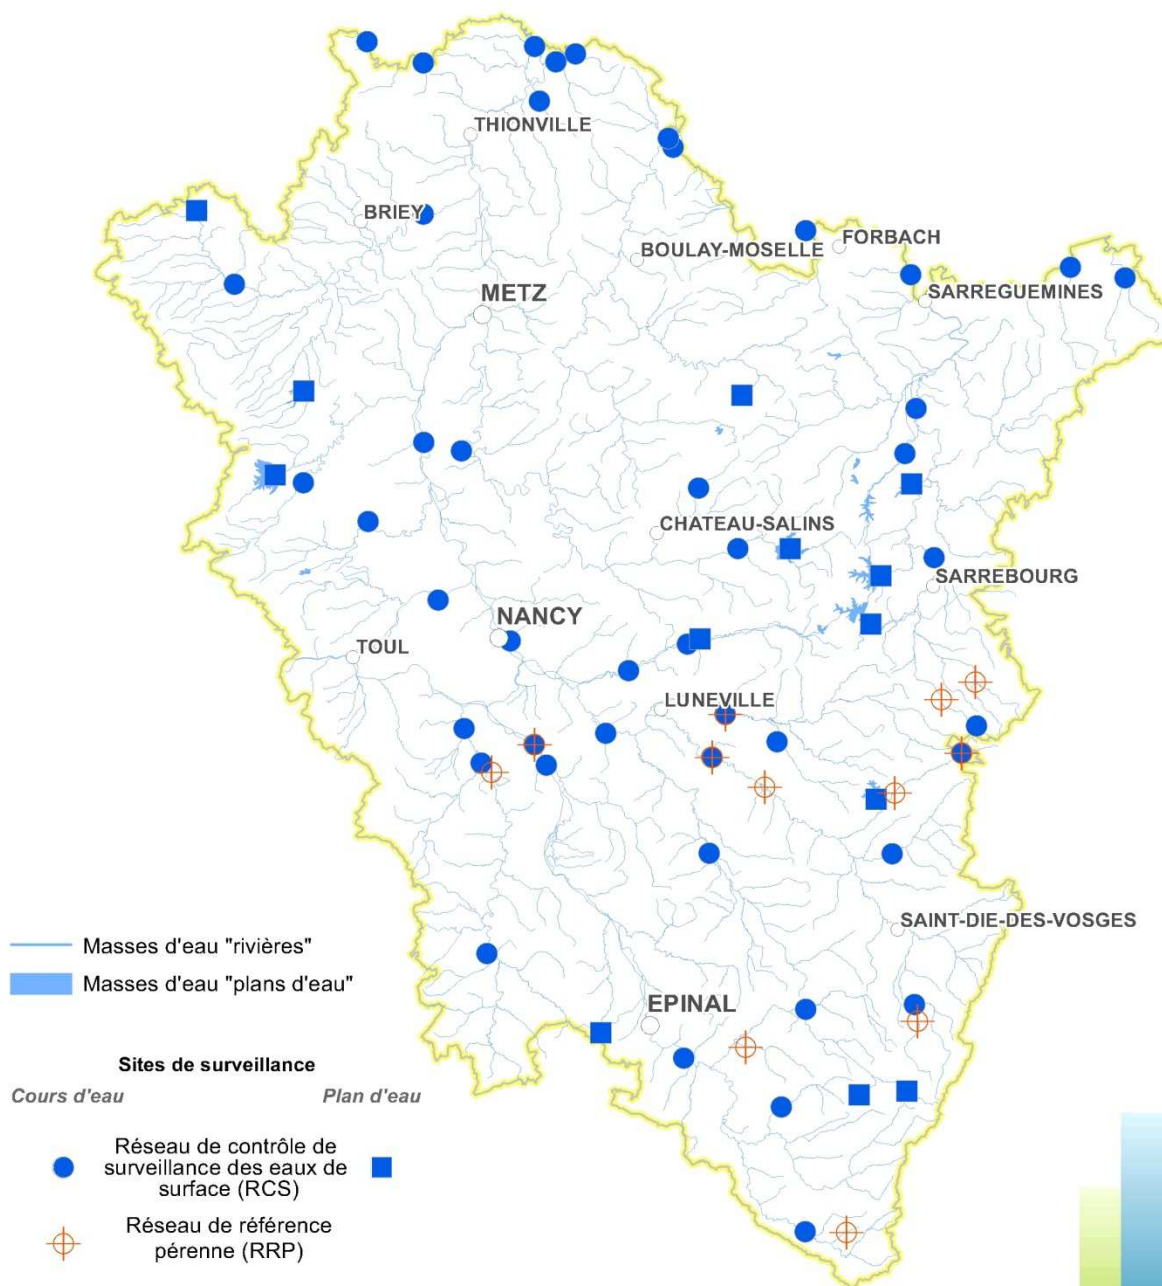 THIONVILLE
BRIEY
BOULAY-MOSELLE
FORBACH
SARREGUEMINES
METZ
CHATEAU-SALINS
SARREBOURG
NANCY
TOUL
LUNEVILLE
SAINT-DIE-DES-VOSGES
EPINAL
Masses d'eau "rivières"
Masses d'eau "plans d'eau"
Sites de surveillance
Cours d'eau
Plan d'eau
Réseau de contrôle de
surveillance des eaux de
surface (RCS)
Réseau de référence
pérenne (RRP)